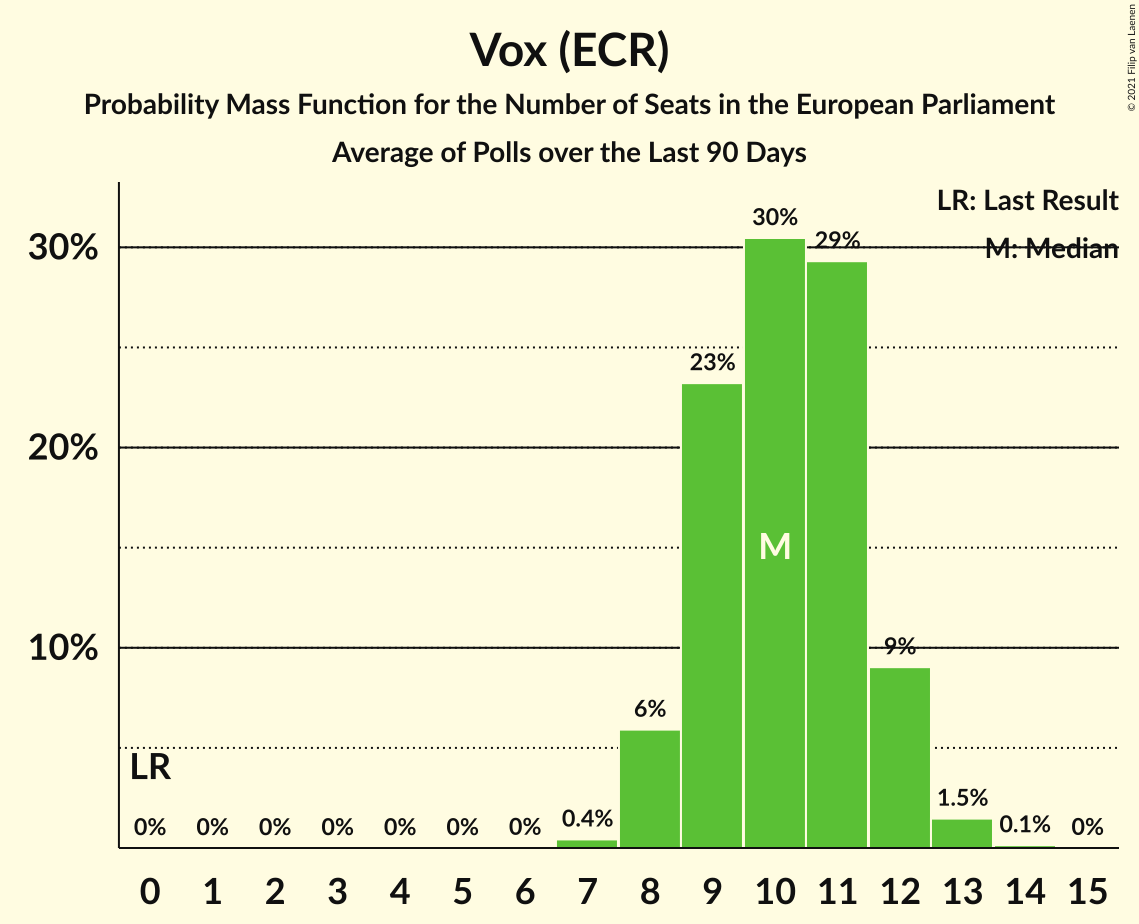 Vox (ECR)
Probability Mass Function for the Number of Seats in the European Parliament
Average of Polls over the Last 90 Days
© 2021 Filip van Laenen
LR: Last Result
M: Median
30%
20%
10%
30%
29%
23%
M
9%
6%
LR
1.5%
0% 0% 0% 0% 0% 0% 0% 0.4% 0.1% 0%
0 1 2 3 4 5 6 7 8 9 10 11 12 13 14 15